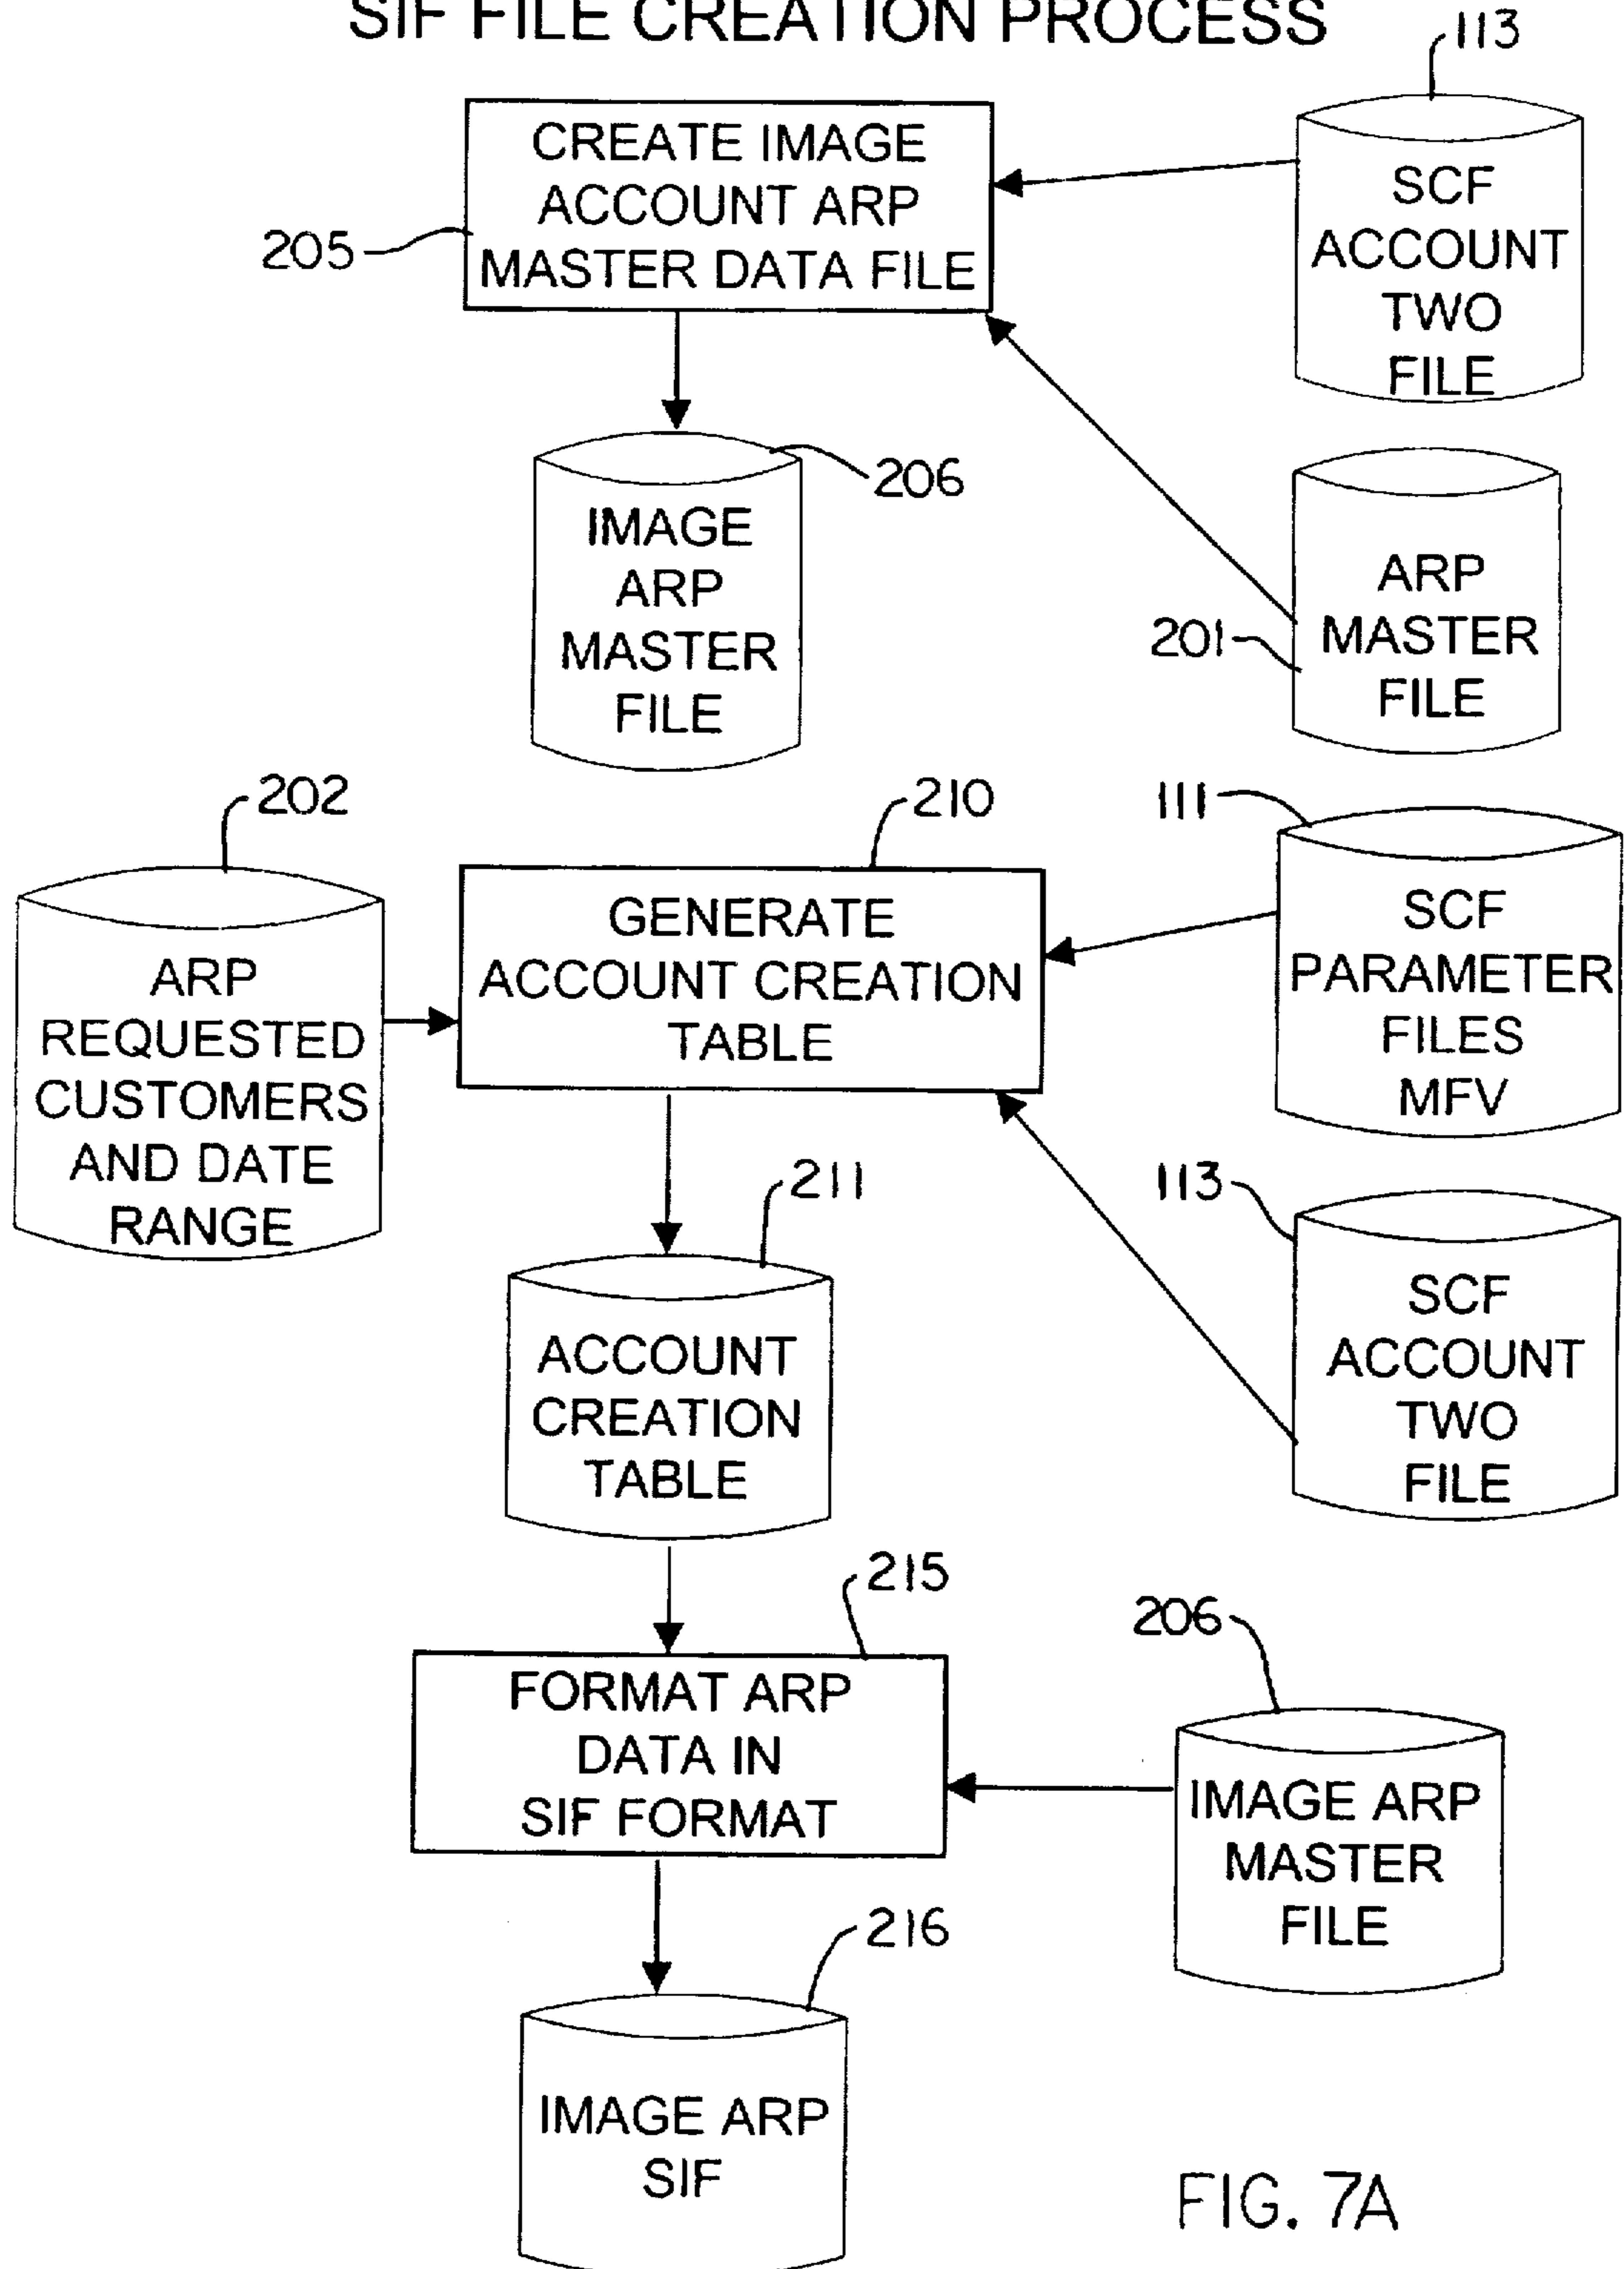 SIF FILE CREATION PROCESS
113
CREATE IMAGE
ACCOUNT ARP
MASTER DATA FILE
205
SCF
ACCOUNT
TWO
FILE
206
IMAGE
ARP
MASTER
FILE
201
ARP
MASTER
FILE
202
ARP
REQUESTED
CUSTOMERS
AND DATE
RANGE
210
GENERATE
ACCOUNT CREATION
TABLE
111
SCF
PARAMETER
FILES
MFV
211
ACCOUNT
CREATION
TABLE
113
SCF
ACCOUNT
TWO
FILE
215
FORMAT ARP
DATA IN
SIF FORMAT
206
IMAGE ARP
MASTER
FILE
216
IMAGE ARP
SIF
FIG. 7A